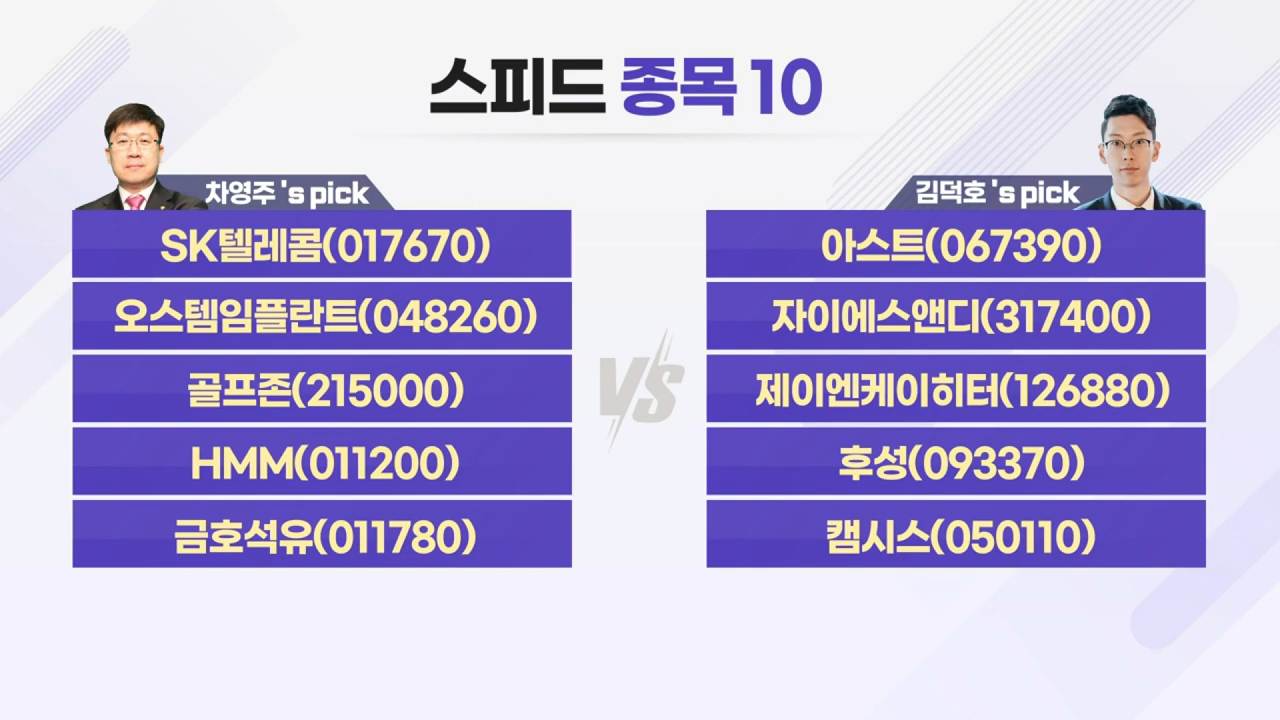 스피드 종목 10
차영주 's pick
SK텔레콤(017670)
오스템임플란트(048260)
골프존(215000)
HMM(011200)
금호석유(011780)
VS
김덕호 's pick
아스트(067390)
자이에스앤디(317400)
제이엔케이히터(126880)
후성(093370)
캠시스(050110)